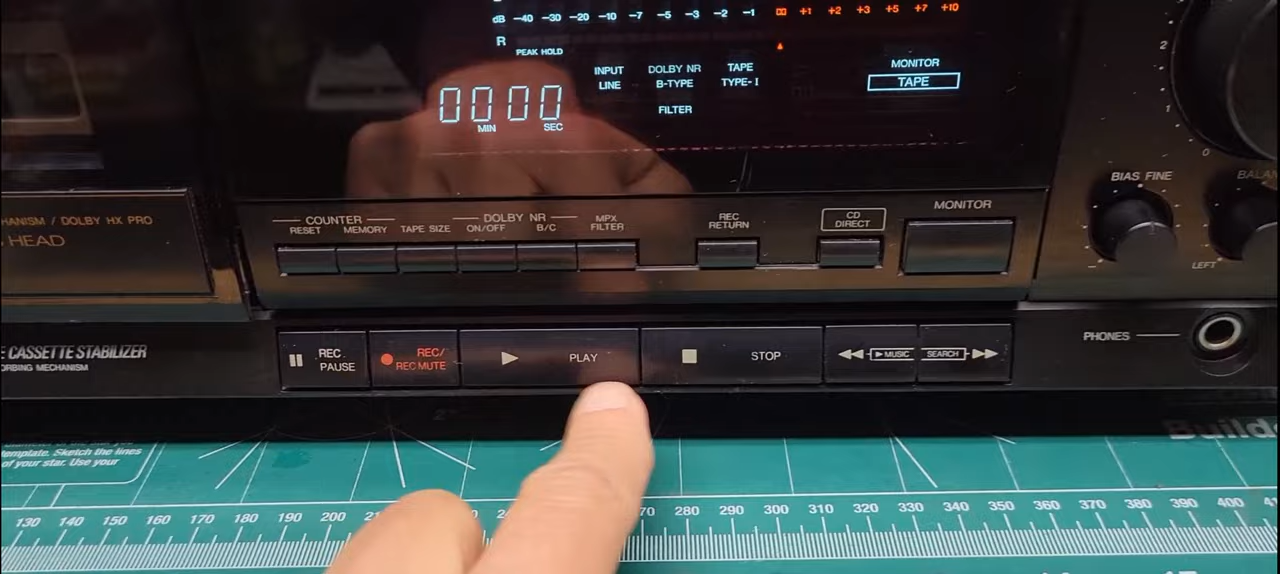 dB -40 -30 -20 -10 -7 -5 -3 -2 -1 +1 +2 +3 +5 +7 +10
R
PEAK HOLD
0000
MIN SEC
INPUT
LINE
DOLBY NR
B-TYPE
FILTER
TAPE
TYPE-I
MONITOR
TAPE
2
1
0
BIAS FINE
LEFT
/ DOLBY HX PRO
HEAD
COUNTER
RESET
MEMORY
TAPE SIZE
DOLBY NR
ON/OFF
B/C
MPX
FILTER
REC
RETURN
CD
DIRECT
MONITOR
CASSETTE STABILIZER
MECHANISM
REC
PAUSE
REC/
REC MUTE
PLAY
STOP
MUSIC
SEARCH
PHONES
template. Sketch the lines
of your star. Use your
130 140 150 160 170 180 190 200 280 290 300 310 320 330 340 350 360 370 380 390 400